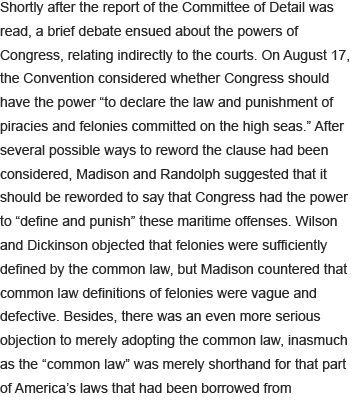 Shortly after the report of the Committee of Detail was
read, a brief debate ensued about the powers of
Congress, relating indirectly to the courts. On August 17,
the Convention considered whether Congress should
have the power “to declare the law and punishment of
piracies and felonies committed on the high seas.” After
several possible ways to reword the clause had been
considered, Madison and Randolph suggested that it
should be reworded to say that Congress had the power
to “define and punish” these maritime offenses. Wilson
and Dickinson objected that felonies were sufficiently
defined by the common law, but Madison countered that
common law definitions of felonies were vague and
defective. Besides, there was an even more serious
objection to merely adopting the common law, inasmuch
as the “common law” was merely shorthand for that part
of America’s laws that had been borrowed from